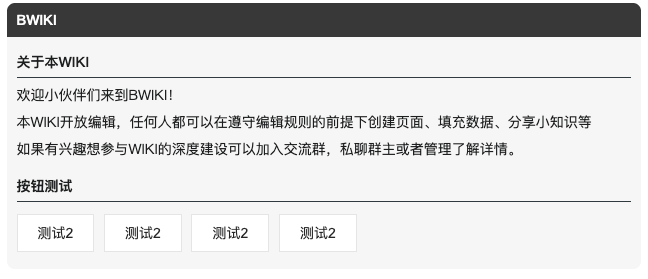 BWIKI
关于本WIKI
欢迎小伙伴们来到BWIKI！
本WIKI开放编辑，任何人都可以在遵守编辑规则的前提下创建页面、填充数据、分享小知识等
如果有兴趣想参与WIKI的深度建设可以加入交流群，私聊群主或者管理了解详情。
按钮测试
测试2 测试2 测试2 测试2